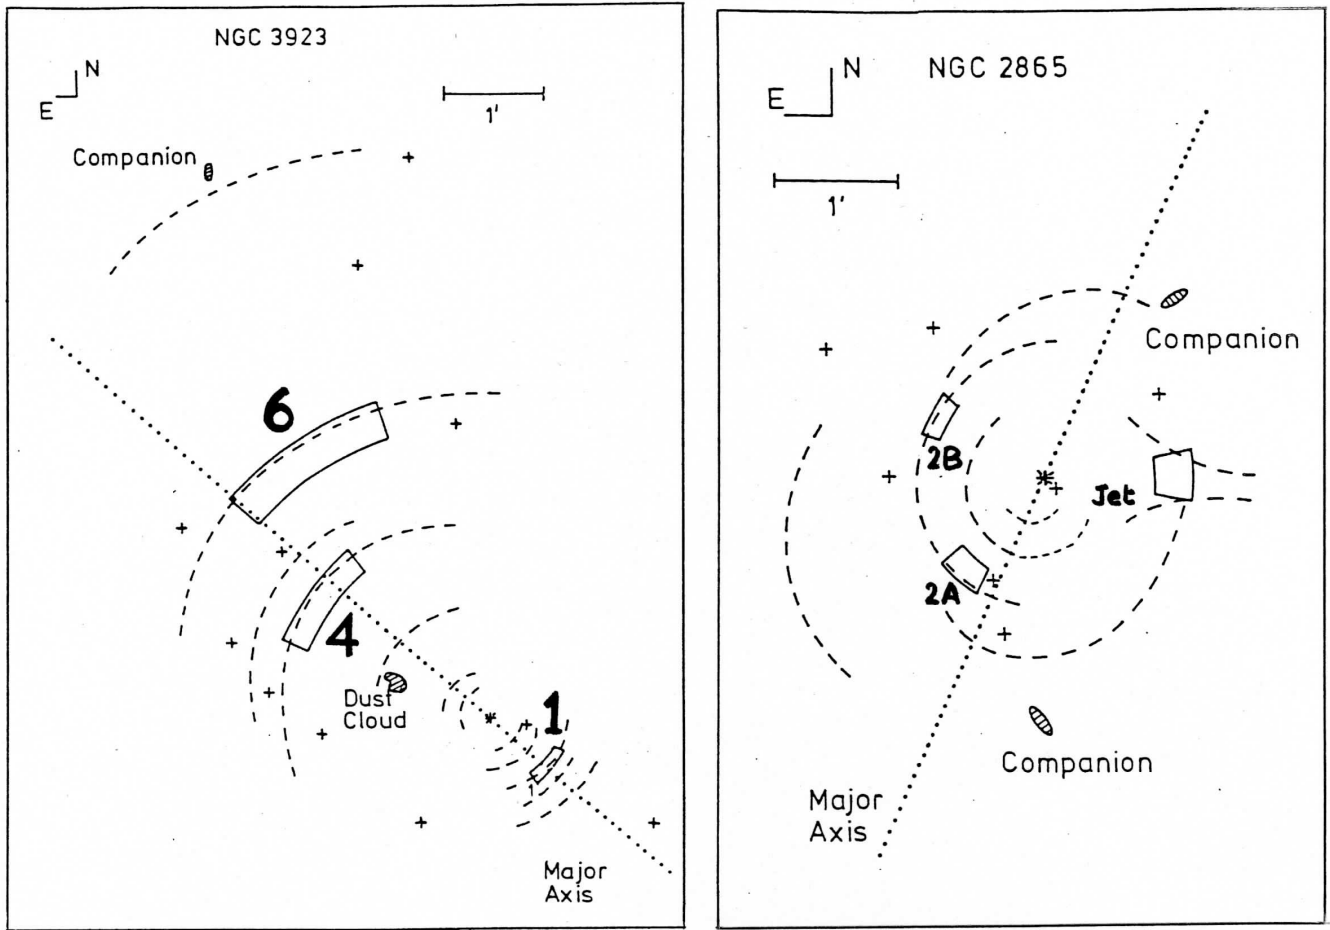 NGC 3923
N
E
1'
Companion
6
4
Dust
Cloud
1
Major
Axis
NGC 2865
N
E
1'
Companion
2B
Jet
2A
Companion
Major
Axis